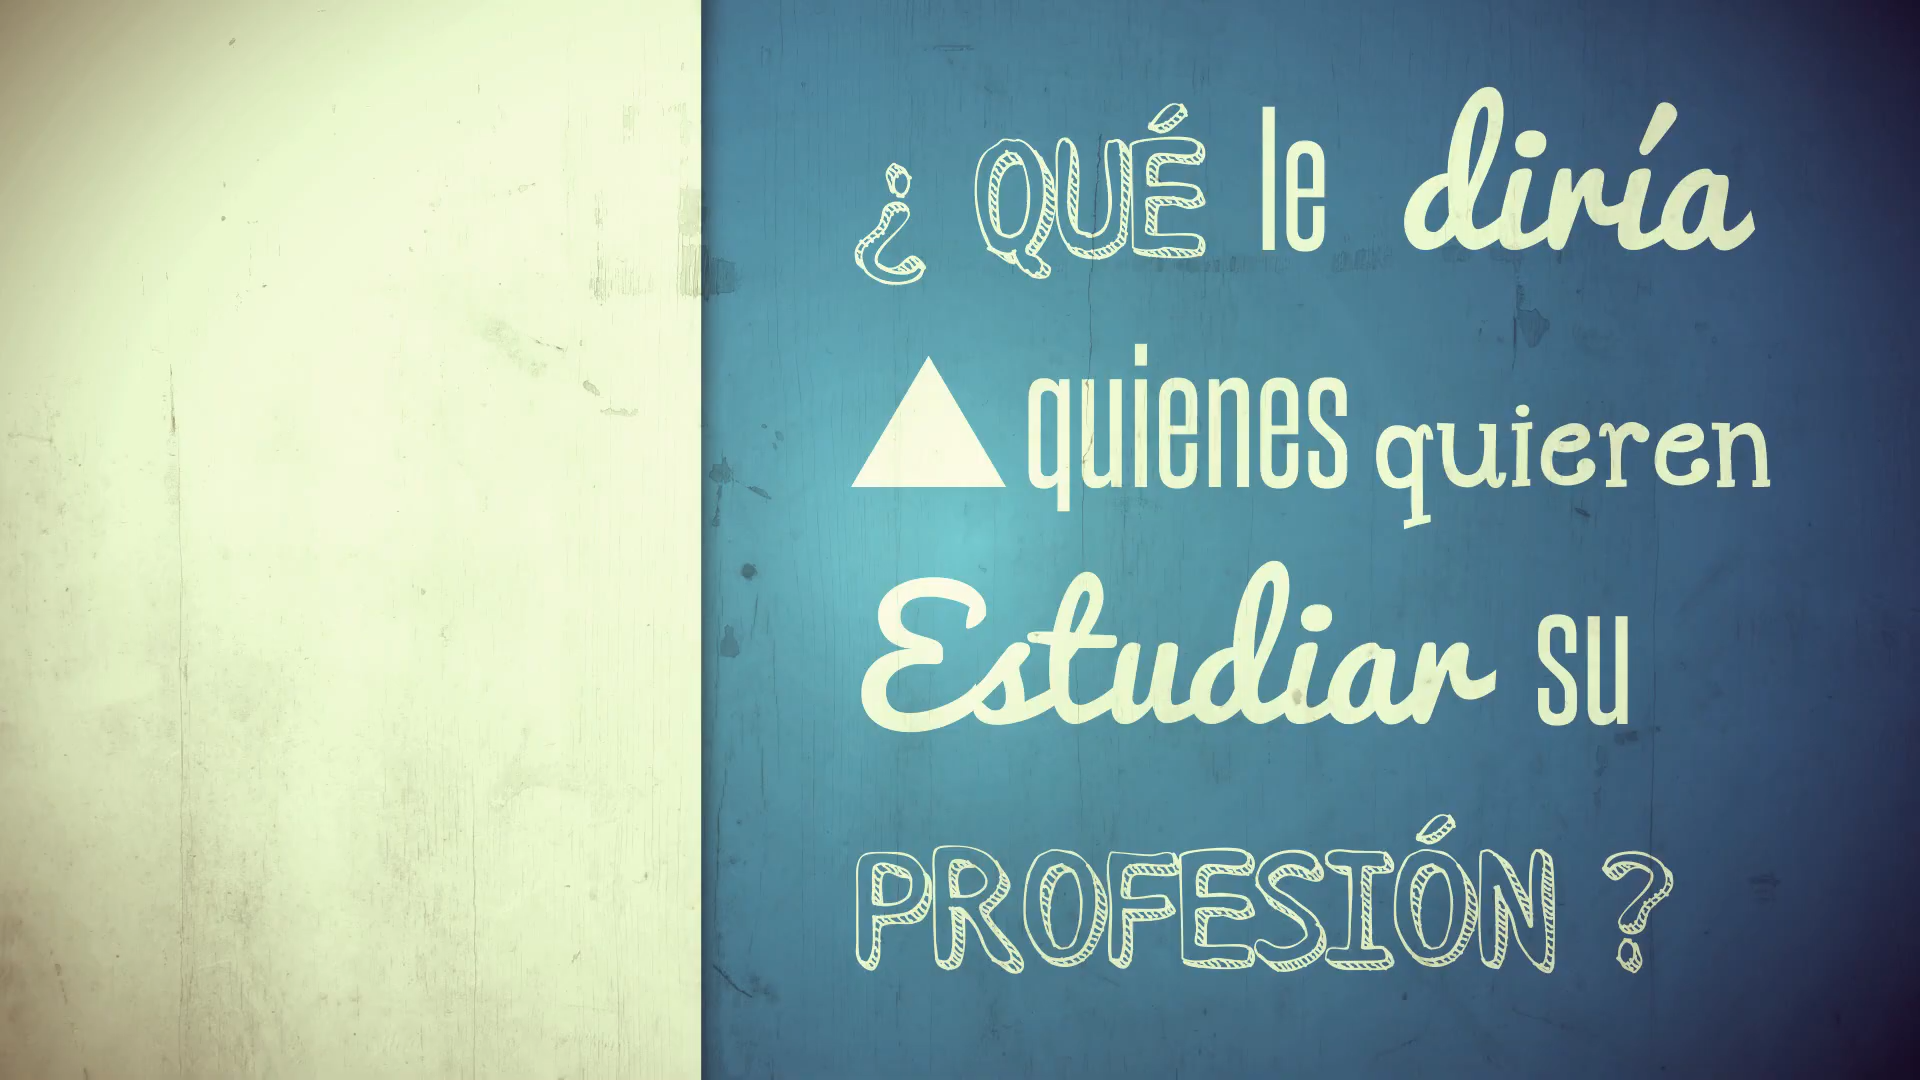 ¿ QUÉ le diría
quienes quieren
Estudiar su
PROFESIÓN ?